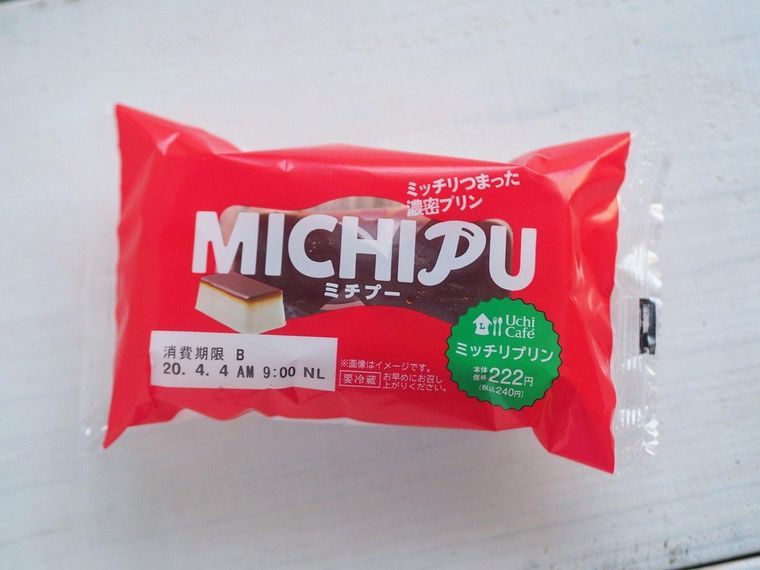 ミッチリつまった
濃密プリン
MICHIPU
ミチプー
Uchi
Café
ミッチリプリン
本体
価格 222円
(税込240円)
消費期限 B
20. 4. 4 AM 9:00 NL
※画像はイメージです。
要冷蔵 お早めにお召し
上がりください。